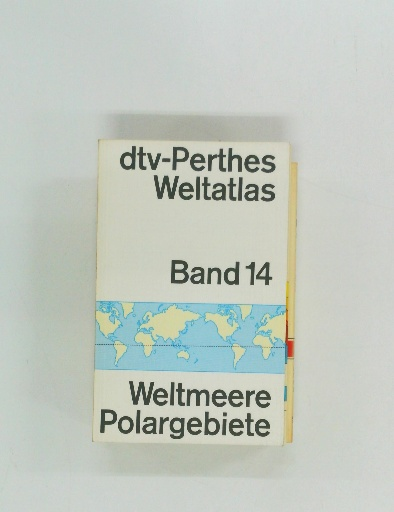 dtv-Perthes
Weltatlas
Band 14
Weltmeere
Polargebiete